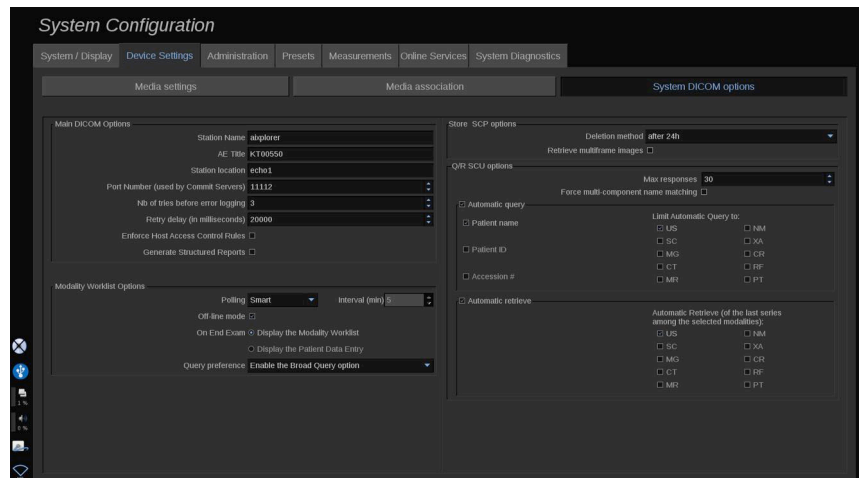 System Configuration
System / Display Device Settings Administration Presets Measurements Online Services System Diagnostics
Media settings Media association System DICOM options
Main DICOM Options
Station Name aixplorer
AE Title KT00550
Station location echo1
Port Number (used by Commit Servers) 11112
Nb of tries before error logging 3
Retry delay (in milliseconds) 20000
Enforce Host Access Control Rules
Generate Structured Reports
Modality Worklist Options
Polling Smart Interval (min) 5
Off-line mode
On End Exam Display the Modality Worklist
Display the Patient Data Entry
Query preference Enable the Broad Query option
Store SCP options
Deletion method after 24h
Retrieve multiframe images
Q/R SCU options
Max responses 30
Force multi-component name matching
Automatic query
Limit Automatic Query to:
Patient name US NM
SC XA
Patient ID MG CR
CT RF
Accession # MR PT
Automatic retrieve
Automatic Retrieve (of the last series
among the selected modalities):
US NM
SC XA
MG CR
CT RF
MR PT
1 %
0 %